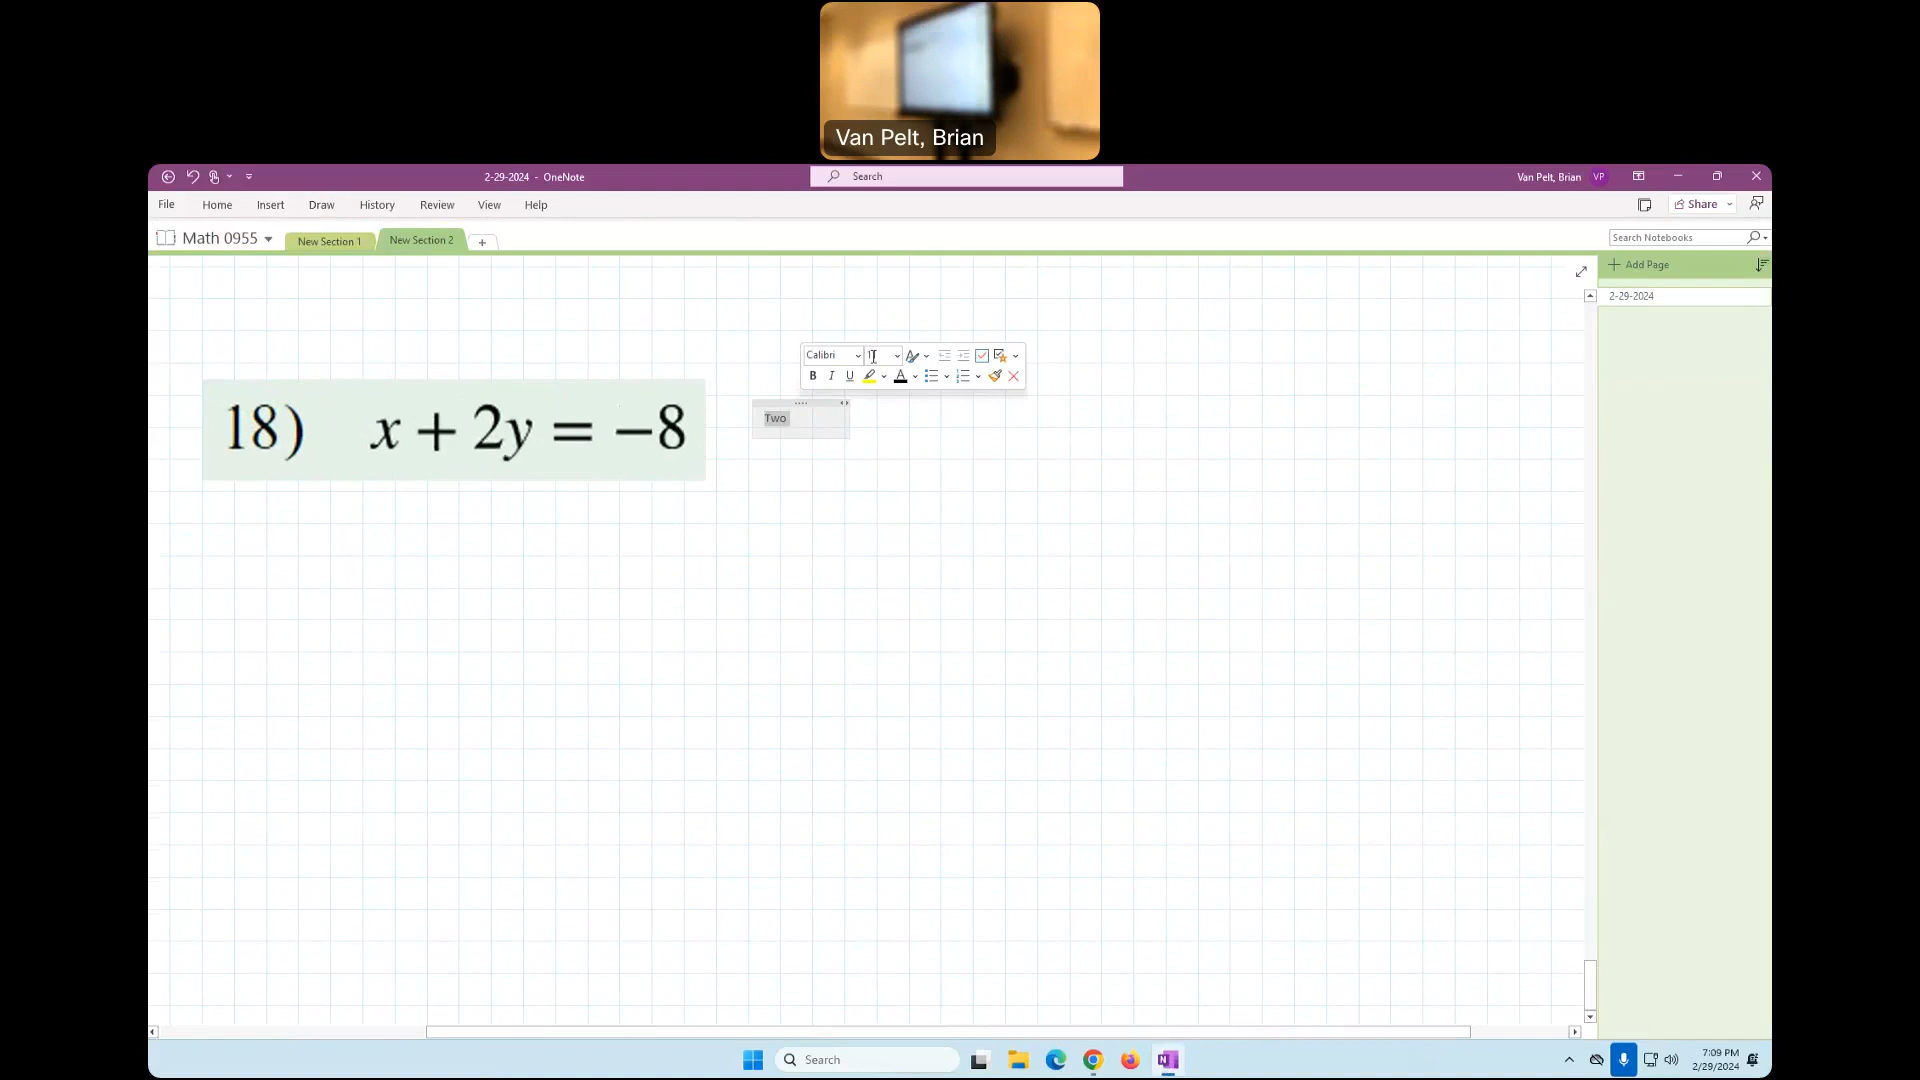 Van Pelt, Brian
2-29-2024 - OneNote
Search
Van Pelt, Brian VP
File Home Insert Draw History Review View Help
Share
Math 0955
New Section 1
New Section 2
Search Notebooks
Add Page
2-29-2024
Calibri
B I U A
18) x + 2y = −8
Two
Search
7:09 PM
2/29/2024